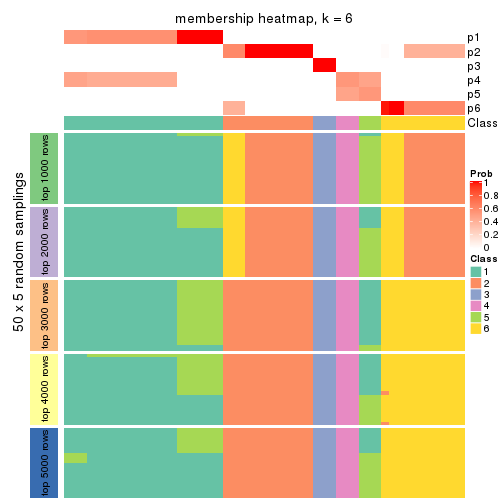 membership heatmap, k = 6
p1
p2
p3
p4
p5
p6
Class
50 x 5 random samplings
top 1000 rows
top 2000 rows
top 3000 rows
top 4000 rows
top 5000 rows
Prob
1
0.8
0.6
0.4
0.2
0
Class
1
2
3
4
5
6